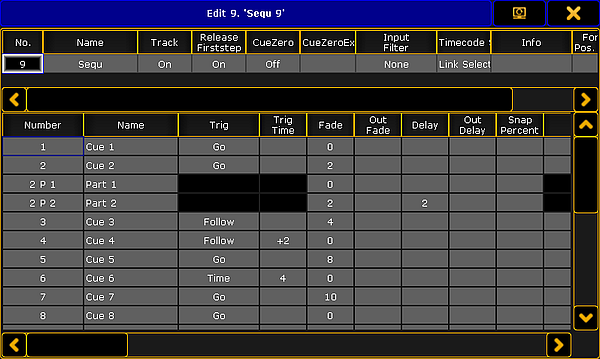 Edit 9. 'Sequ 9'
No. Name Track Release Firststep CueZero CueZeroEx Input Filter Timecode Info For Pos.
9 Sequ On On Off None Link Select
Number Name Trig Trig Time Fade Out Fade Delay Out Delay Snap Percent
1 Cue 1 Go 0
2 Cue 2 Go 2
2 P 1 Part 1 0
2 P 2 Part 2 2 2
3 Cue 3 Follow 4
4 Cue 4 Follow +2 0
5 Cue 5 Go 8
6 Cue 6 Time 4 0
7 Cue 7 Go 10
8 Cue 8 Go 0